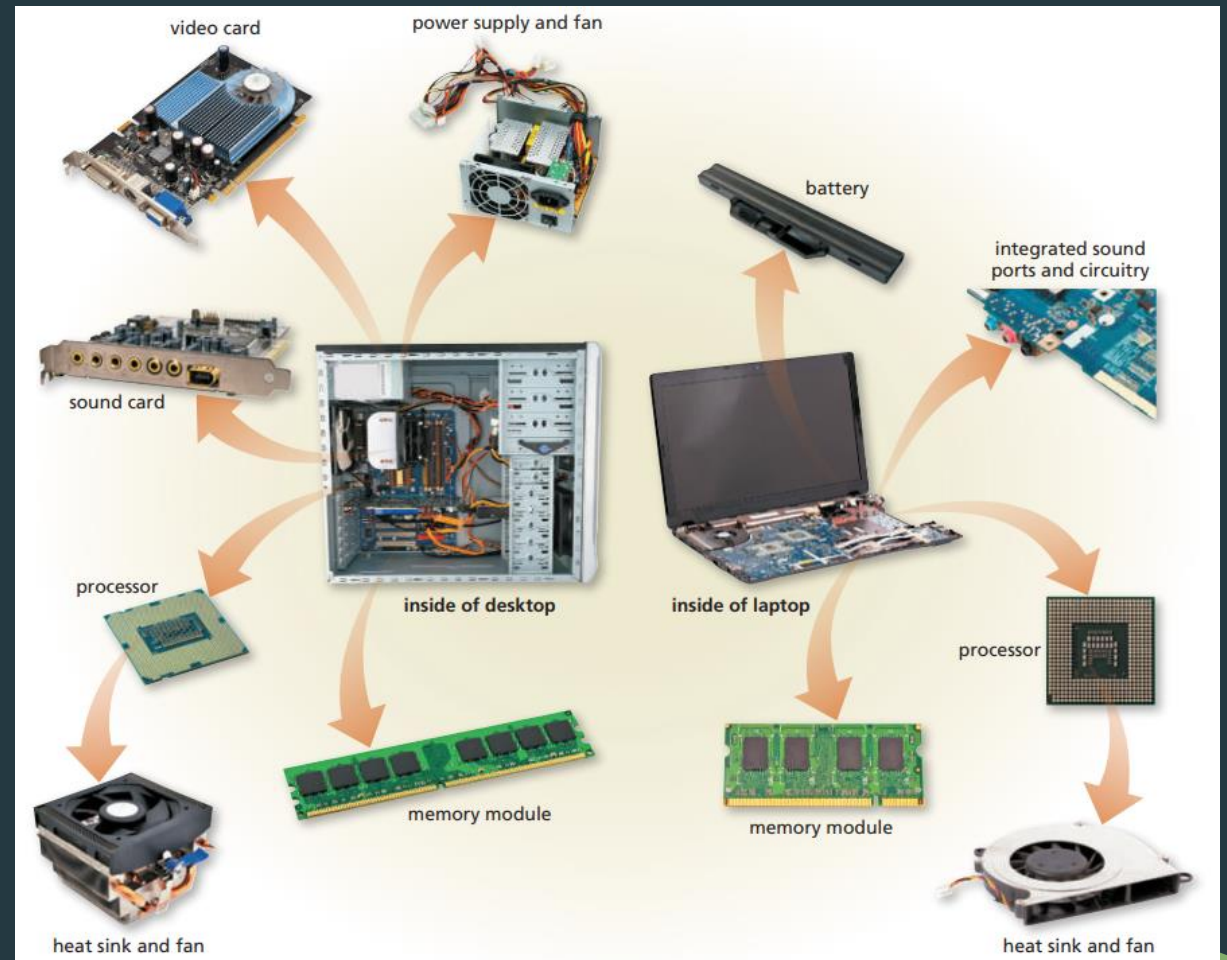 video card
power supply and fan
battery
integrated sound
ports and circuitry
sound card
processor
inside of desktop
inside of laptop
processor
memory module
memory module
heat sink and fan
heat sink and fan